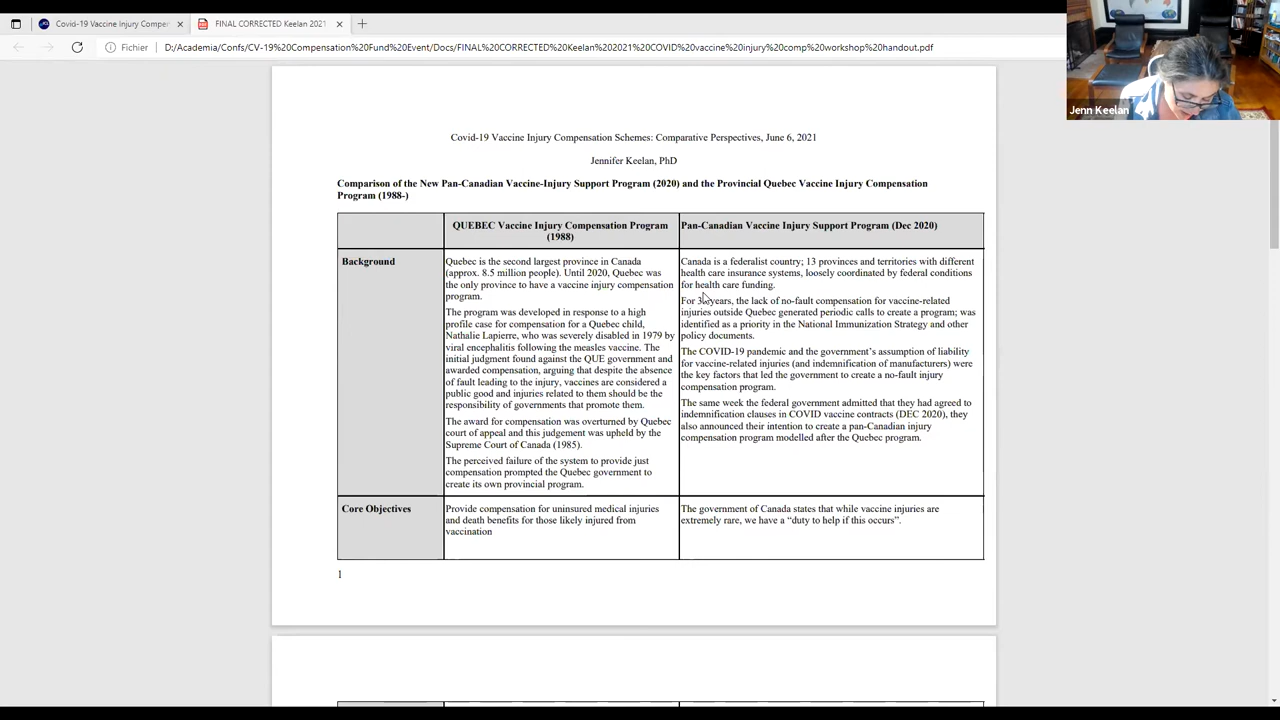 Covid-19 Vaccine Injury Comper
FINAL CORRECTED Keelan 2021
Fichier
D:/Academia/Confs/CV-19%20Compensation%20Fund%20Event/Docs/FINAL%20CORRECTED%20Keelan%202021%20COVID%20vaccine%20injury%20comp%20workshop%20handout.pdf
Jenn Keelan
Covid-19 Vaccine Injury Compensation Schemes: Comparative Perspectives, June 6, 2021
Jennifer Keelan, PhD
Comparison of the New Pan-Canadian Vaccine-Injury Support Program (2020) and the Provincial Quebec Vaccine Injury Compensation
Program (1988-)
QUEBEC Vaccine Injury Compensation Program
(1988)
Pan-Canadian Vaccine Injury Support Program (Dec 2020)
Background
Quebec is the second largest province in Canada
(approx. 8.5 million people). Until 2020, Quebec was
the only province to have a vaccine injury compensation
program.
The program was developed in response to a high
profile case for compensation for a Quebec child,
Nathalie Lapierre, who was severely disabled in 1979 by
viral encephalitis following the measles vaccine. The
initial judgment found against the QUE government and
awarded compensation, arguing that despite the absence
of fault leading to the injury, vaccines are considered a
public good and injuries related to them should be the
responsibility of governments that promote them.
The award for compensation was overturned by Quebec
court of appeal and this judgement was upheld by the
Supreme Court of Canada (1985).
The perceived failure of the system to provide just
compensation prompted the Quebec government to
create its own provincial program.
Canada is a federalist country; 13 provinces and territories with different
health care insurance systems, loosely coordinated by federal conditions
for health care funding.
For years, the lack of no-fault compensation for vaccine-related
injuries outside Quebec generated periodic calls to create a program; was
identified as a priority in the National Immunization Strategy and other
policy documents.
The COVID-19 pandemic and the government's assumption of liability
for vaccine-related injuries (and indemnification of manufacturers) were
the key factors that led the government to create a no-fault injury
compensation program.
The same week the federal government admitted that they had agreed to
indemnification clauses in COVID vaccine contracts (DEC 2020), they
also announced their intention to create a pan-Canadian injury
compensation program modelled after the Quebec program.
Core Objectives
Provide compensation for uninsured medical injuries
and death benefits for those likely injured from
vaccination
The government of Canada states that while vaccine injuries are
extremely rare, we have a “duty to help if this occurs”.
1